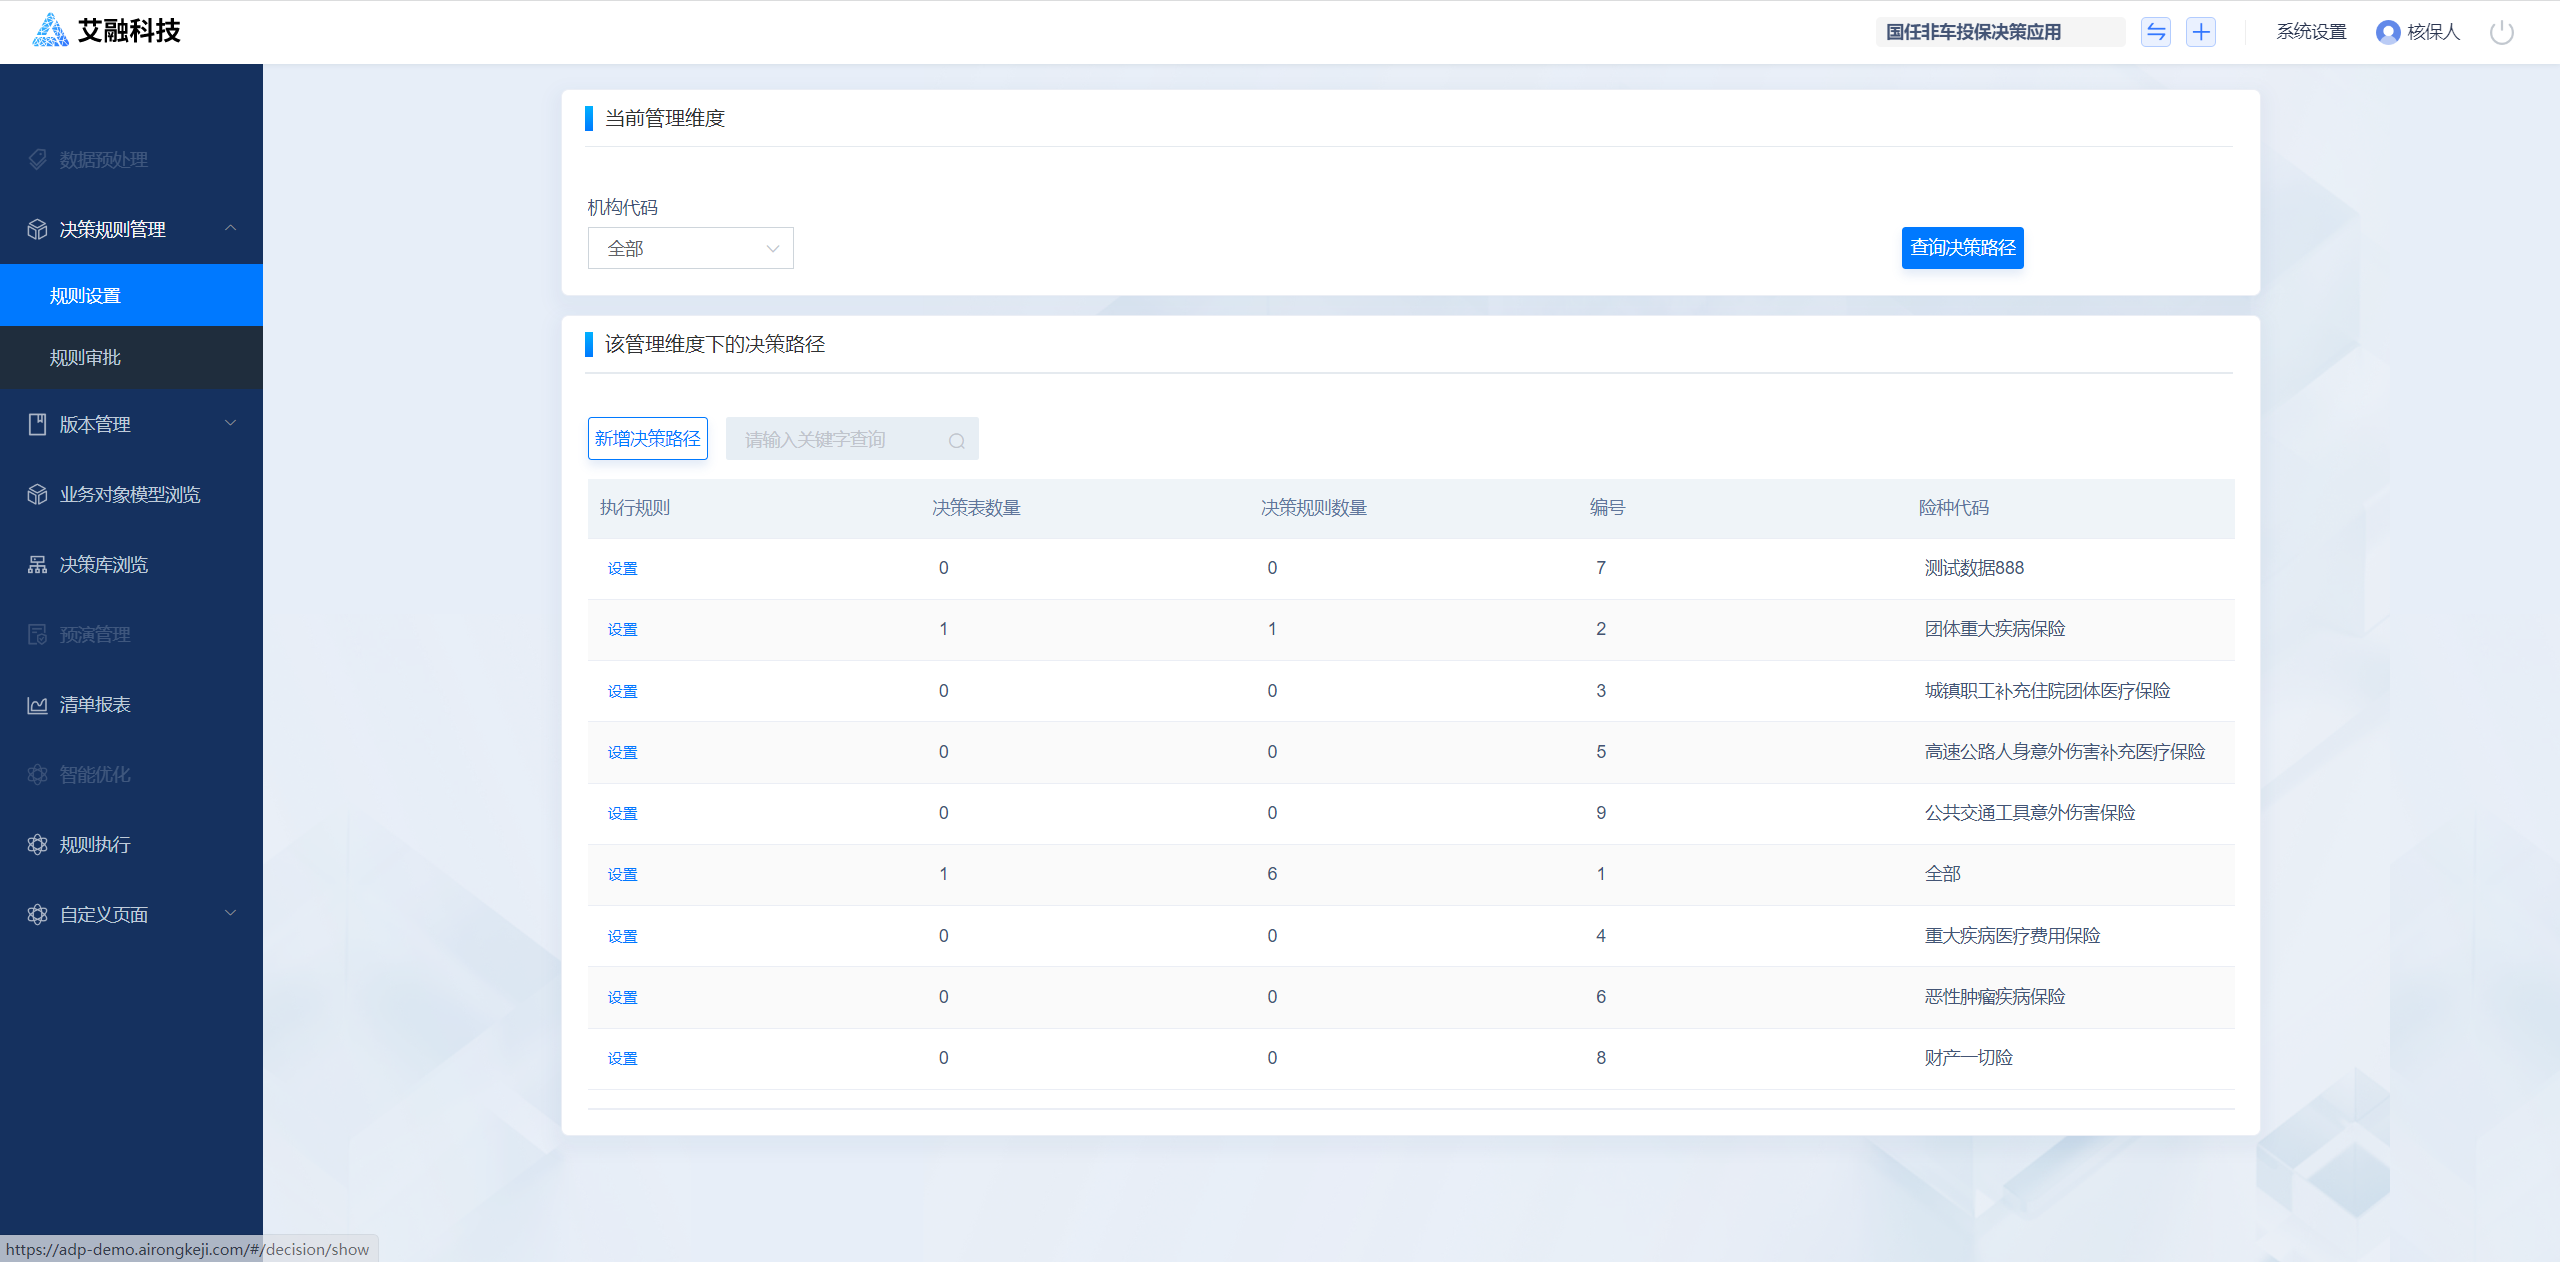 艾融科技
国任非车投保决策应用
系统设置
核保人
数据预处理
决策规则管理
规则设置
规则审批
版本管理
业务对象模型浏览
决策库浏览
预演管理
清单报表
智能优化
规则执行
自定义页面
当前管理维度
机构代码
全部
查询决策路径
该管理维度下的决策路径
新增决策路径 请输入关键字查询
执行规则 决策表数量 决策规则数量 编号 险种代码
设置 0 0 7 测试数据888
设置 1 1 2 团体重大疾病保险
设置 0 0 3 城镇职工补充住院团体医疗保险
设置 0 0 5 高速公路人身意外伤害补充医疗保险
设置 0 0 9 公共交通工具意外伤害保险
设置 1 6 1 全部
设置 0 0 4 重大疾病医疗费用保险
设置 0 0 6 恶性肿瘤疾病保险
设置 0 0 8 财产一切险
https://adp-demo.airongkeji.com/#/decision/show